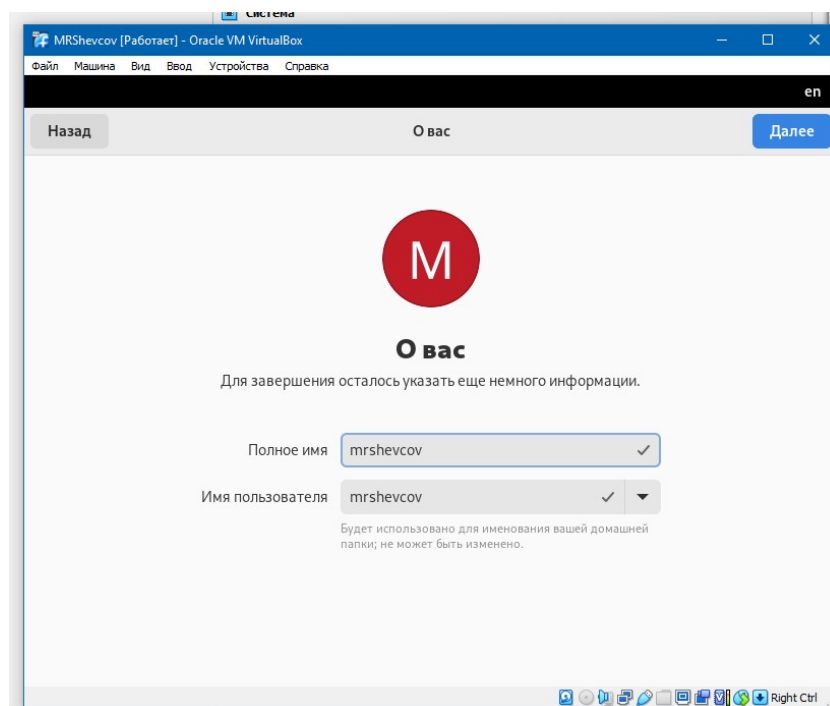 Система
MRShevcov [Работает] - Oracle VM VirtualBox
Файл Машина Вид Ввод Устройства Справка
en
Назад О вас Далее
M
О вас
Для завершения осталось указать еще немного информации.
Полное имя mrshevcov
Имя пользователя mrshevcov
Будет использовано для именования вашей домашней
папки; не может быть изменено.
Right Ctrl